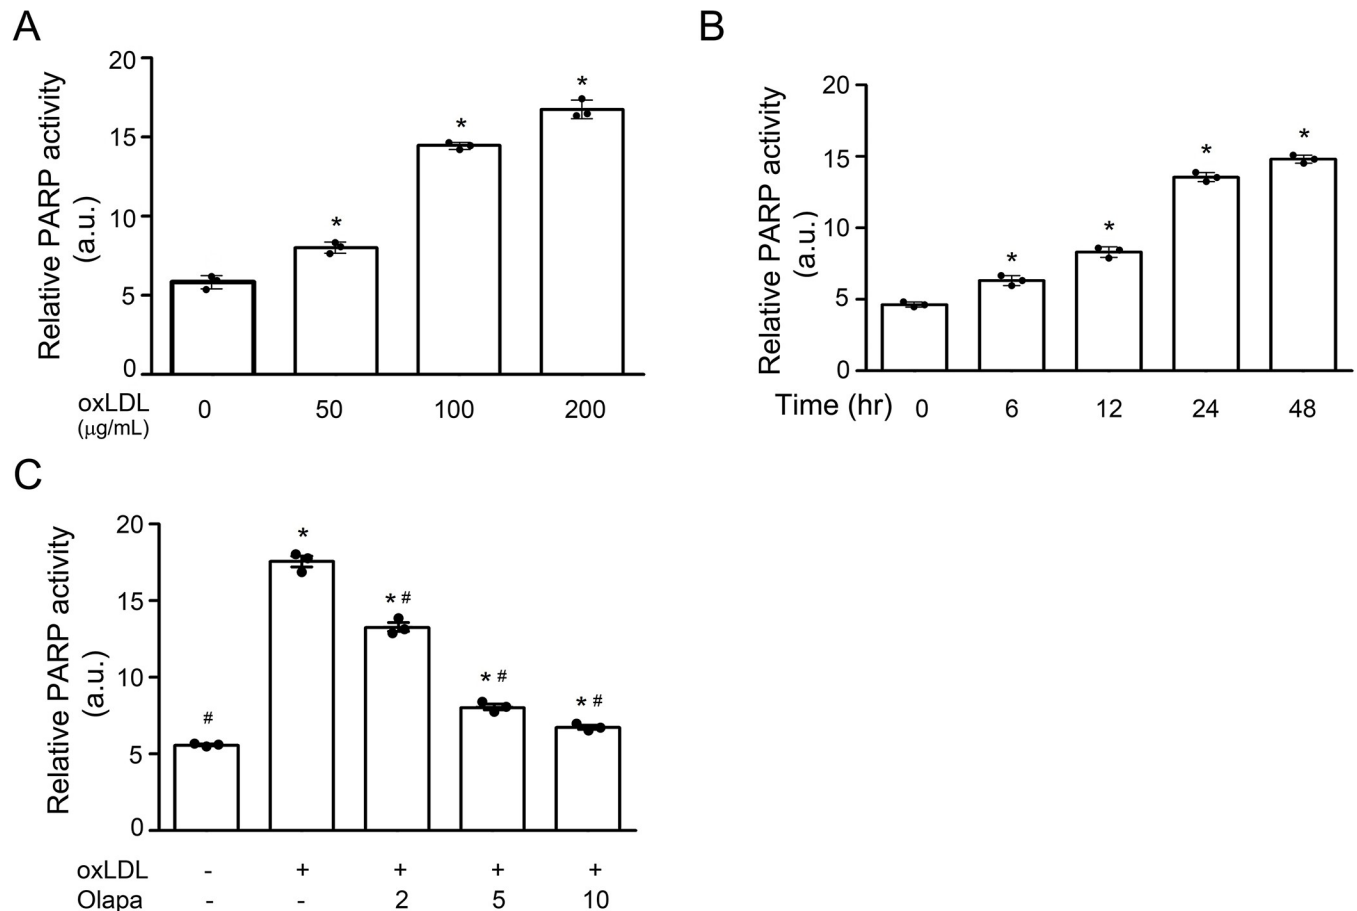 A
Relative PARP activity
(a.u.)
20
15
10
5
0
*
*
*
oxLDL
(μg/mL)
0 50 100 200
B
Relative PARP activity
(a.u.)
20
15
10
5
0
*
*
*
*
Time (hr) 0 6 12 24 48
C
Relative PARP activity
(a.u.)
20
15
10
5
0
#
*
* #
* #
* #
oxLDL - + + + +
Olapa - - 2 5 10